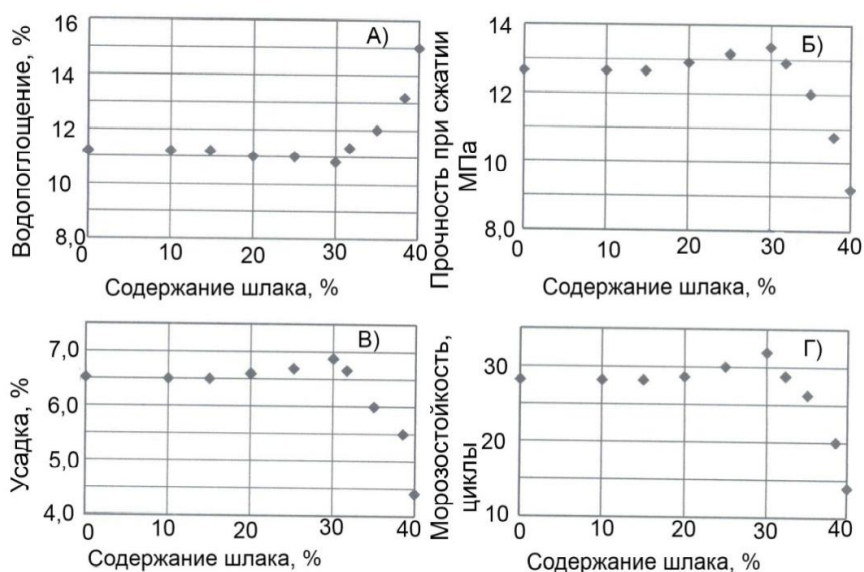 Водопоглощение, %
16
14
12
10
8,0
А)
0 10 20 30 40
Содержание шлака, %
Прочность при сжатии
МПа
14
12
10
8,0
Б)
0 10 20 30 40
Содержание шлака, %
Усадка, %
7,0
6,0
5,0
4,0
В)
0 10 20 30 40
Содержание шлака, %
Морозостойкость,
циклы
30
20
10
Г)
0 10 20 30 40
Содержание шлака, %